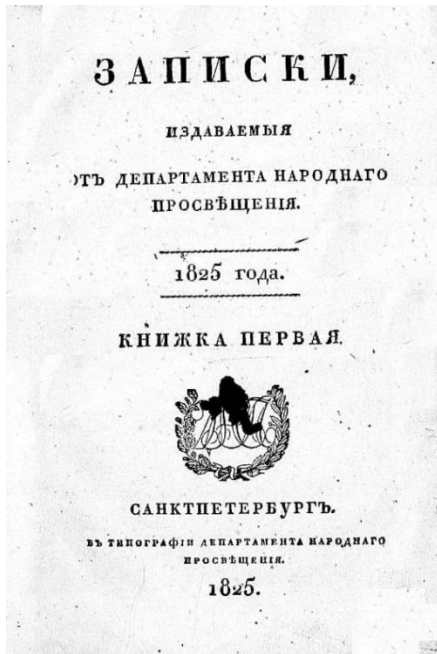 ЗАПИСКИ,
ИЗДАВАЕМЫЯ
ОТЪ ДЕПАРТАМЕНТА НАРОДНАГО
ПРОСВѢЩЕНІЯ.
1825 года.
КНИЖКА ПЕРВАЯ.
САНКТПЕТЕРБУРГЪ.
ВЪ ТИПОГРАФІИ ДЕПАРТАМЕНТА НАРОДНАГО
ПРОСВѢЩЕНІЯ.
1825.